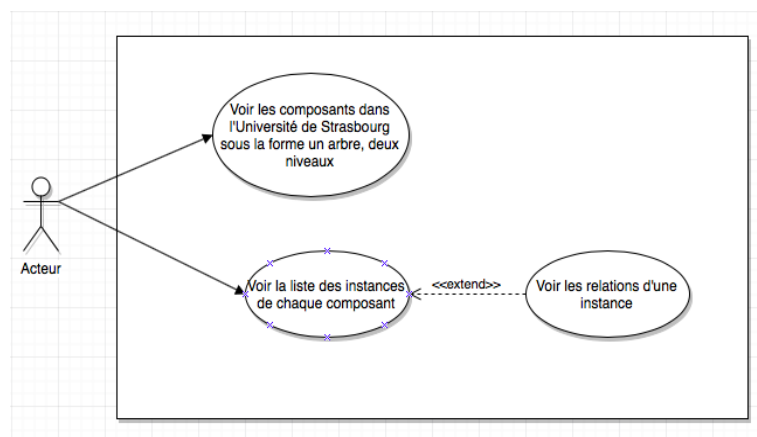 Voir les composants dans
l'Université de Strasbourg
sous la forme un arbre, deux
niveaux
Acteur
Voir la liste des instances
de chaque composant
<<extend>>
Voir les relations d'une
instance